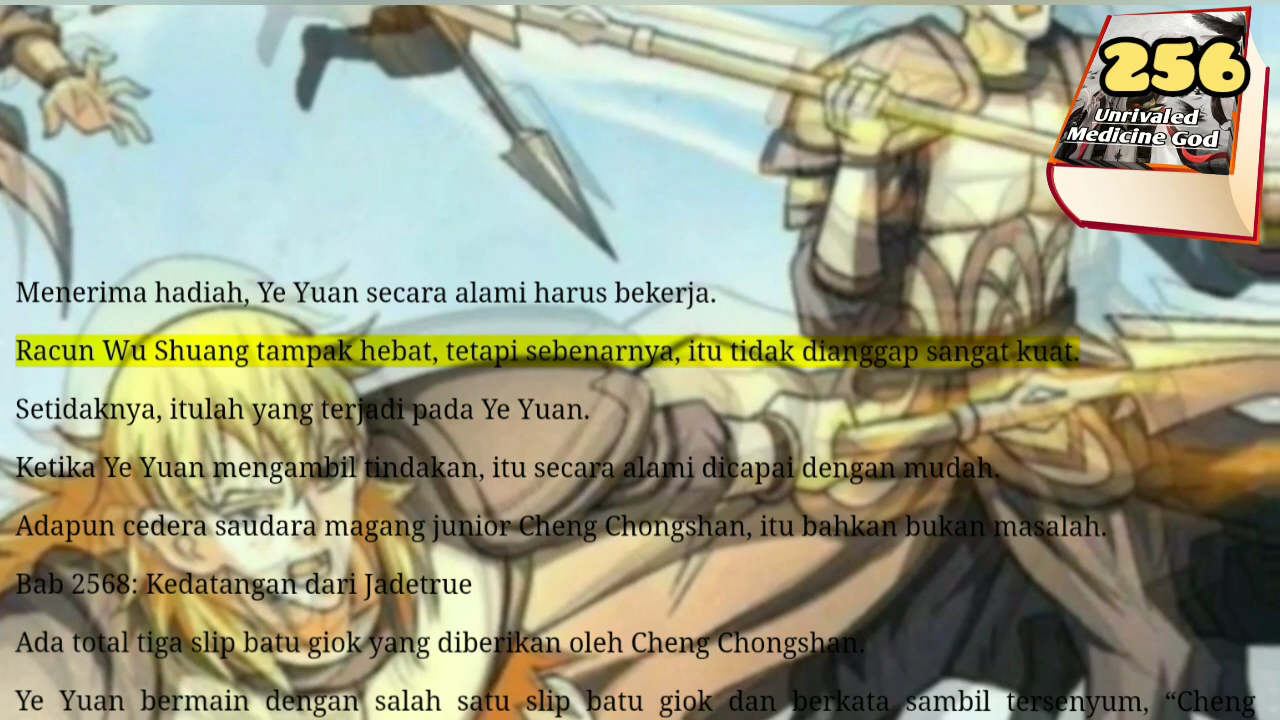 256
Unrivaled
Medicine God
Menerima hadiah, Ye Yuan secara alami harus bekerja.
Racun Wu Shuang tampak hebat, tetapi sebenarnya, itu tidak dianggap sangat kuat.
Setidaknya, itulah yang terjadi pada Ye Yuan.
Ketika Ye Yuan mengambil tindakan, itu secara alami dicapai dengan mudah.
Adapun cedera saudara magang junior Cheng Chongshan, itu bahkan bukan masalah.
Bab 2568: Kedatangan dari Jadetrue
Ada total tiga slip batu giok yang diberikan oleh Cheng Chongshan.
Ye Yuan bermain dengan salah satu slip batu giok dan berkata sambil tersenyum, “Cheng